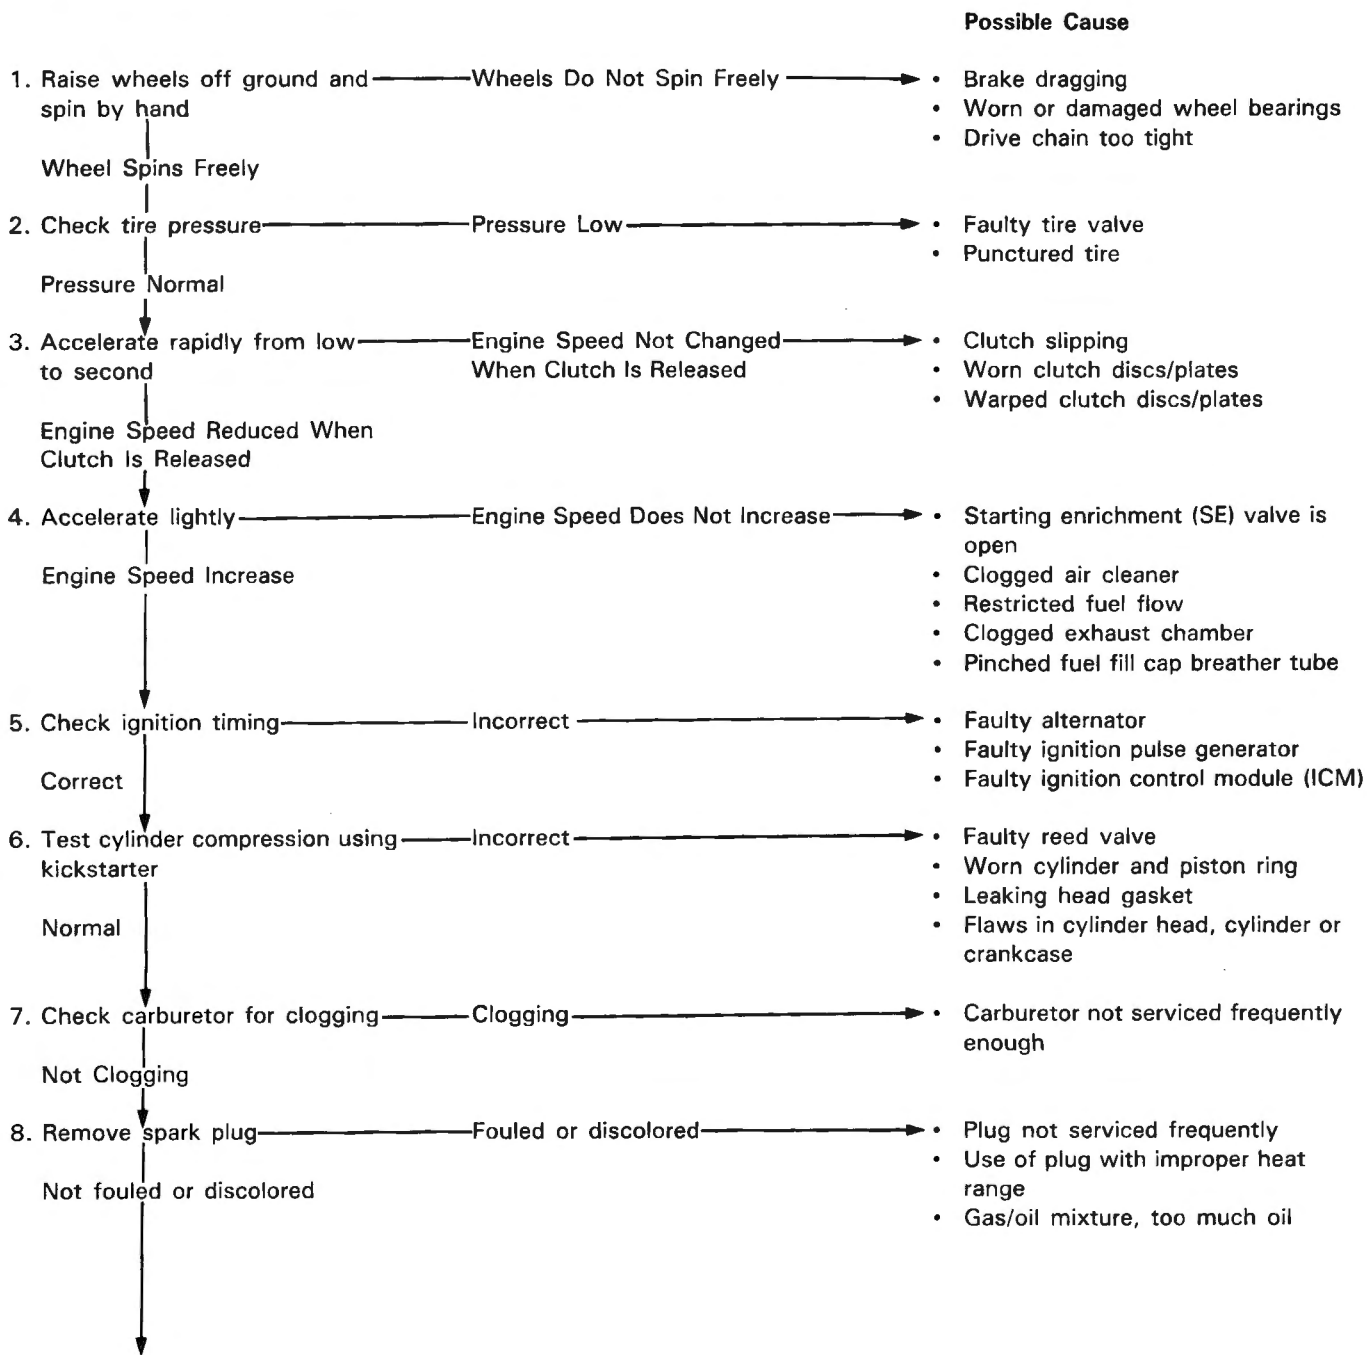 Possible Cause
1. Raise wheels off ground and
spin by hand
Wheels Do Not Spin Freely
• Brake dragging
• Worn or damaged wheel bearings
• Drive chain too tight
Wheel Spins Freely
2. Check tire pressure
Pressure Low
• Faulty tire valve
• Punctured tire
Pressure Normal
3. Accelerate rapidly from low
to second
Engine Speed Not Changed
When Clutch Is Released
• Clutch slipping
• Worn clutch discs/plates
• Warped clutch discs/plates
Engine Speed Reduced When
Clutch Is Released
4. Accelerate lightly
Engine Speed Does Not Increase
• Starting enrichment (SE) valve is
open
• Clogged air cleaner
• Restricted fuel flow
• Clogged exhaust chamber
• Pinched fuel fill cap breather tube
Engine Speed Increase
5. Check ignition timing
Incorrect
• Faulty alternator
• Faulty ignition pulse generator
• Faulty ignition control module (ICM)
Correct
6. Test cylinder compression using
kickstarter
Incorrect
• Faulty reed valve
• Worn cylinder and piston ring
• Leaking head gasket
• Flaws in cylinder head, cylinder or
crankcase
Normal
7. Check carburetor for clogging
Clogging
• Carburetor not serviced frequently
enough
Not Clogging
8. Remove spark plug
Fouled or discolored
• Plug not serviced frequently
• Use of plug with improper heat
range
• Gas/oil mixture, too much oil
Not fouled or discolored